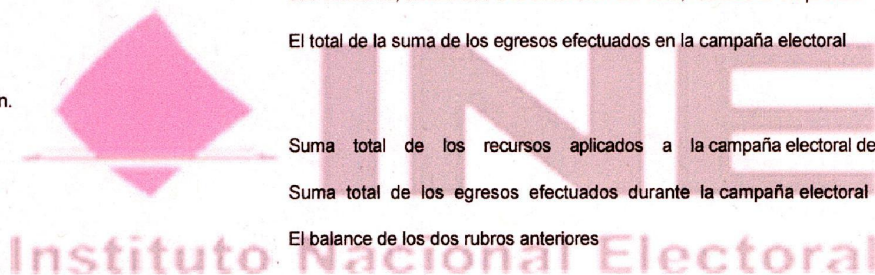 El total de la suma de los egresos efectuados en la campaña electoral
n.
Suma total de los recursos aplicados a la campaña electoral de
Suma total de los egresos efectuados durante la campaña electoral
El balance de los dos rubros anteriores
INE
Instituto Nacional Electoral